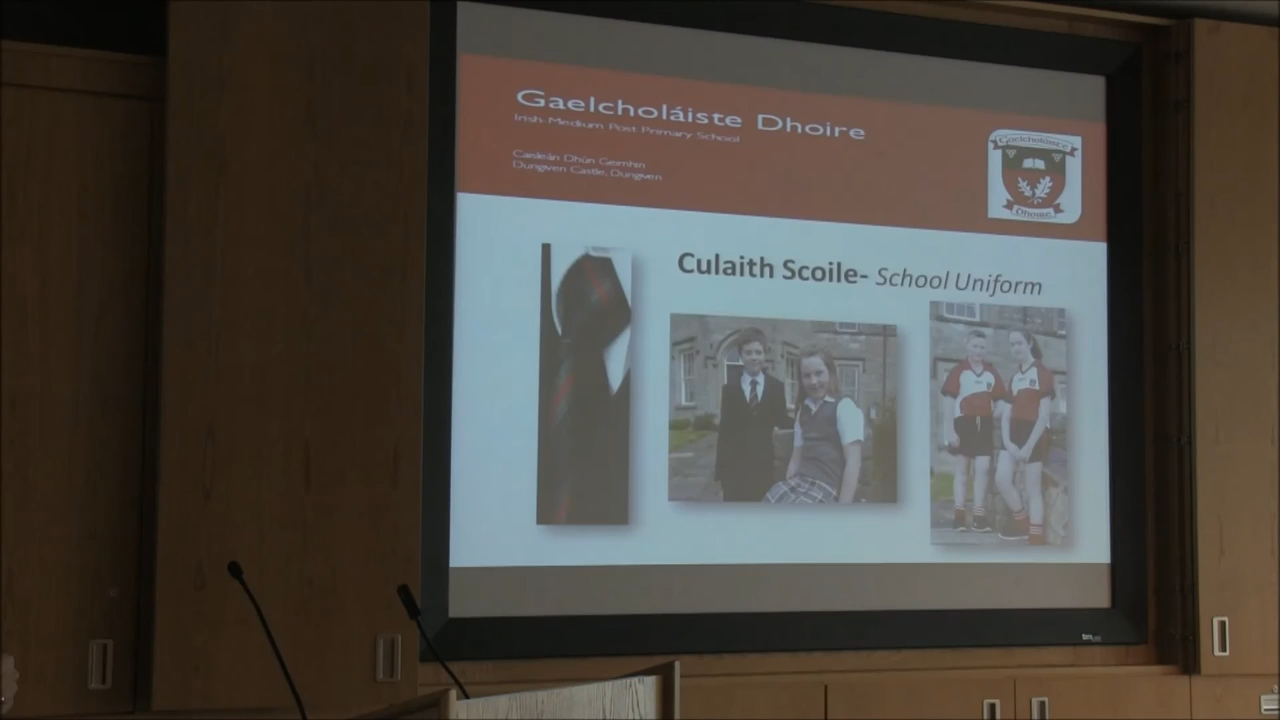 Gaelcholáiste Dhoire
Irish-Medium Post Primary School
Caisleán Dhún Geimhin
Dungiven Castle, Dungiven
Gaelcholáiste
Dhoire
Culaith Scoile- School Uniform